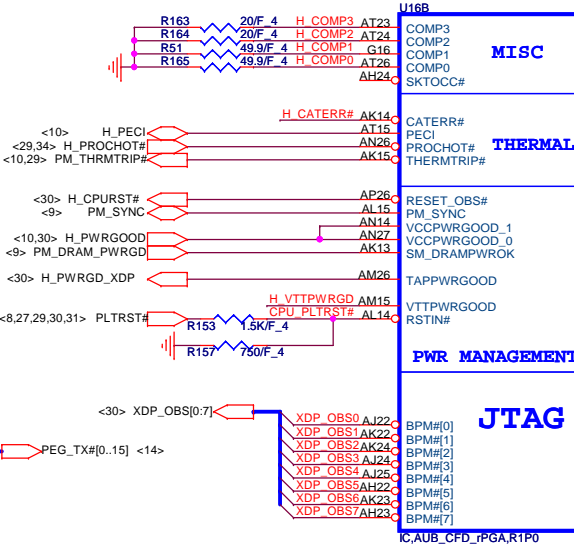 U16B
R163 20/F_4 H_COMP3 AT23 COMP3
R164 20/F_4 H_COMP2 AT24 COMP2
R51 49.9/F_4 H_COMP1 G16 COMP1 MISC
R165 49.9/F_4 H_COMP0 AT26 COMP0
AH24 SKTOCC#
H_CATERR# AK14 CATERR#
<10> H_PECI AT15 PECI
<29,34> H_PROCHOT# AN26 PROCHOT# THERMAL
<10,29> PM_THRMTRIP# AK15 THERMTRIP#
<30> H_CPURST# AP26 RESET_OBS#
<9> PM_SYNC AL15 PM_SYNC
AN14 VCCPWRGOOD_1
<10,30> H_PWRGOOD AN27 VCCPWRGOOD_0
<9> PM_DRAM_PWRGD AK13 SM_DRAMPWROK
<30> H_PWRGD_XDP AM26 TAPPWRGOOD
H_VTTPWRGD AM15 VTTPWRGOOD
<8,27,29,30,31> PLTRST# R153 1.5K/F_4 CPU_PLTRST# AL14 RSTIN#
R157 750/F_4
PWR MANAGEMENT
<30> XDP_OBS[0:7] JTAG
XDP_OBS0 AJ22 BPM#[0]
XDP_OBS1 AK22 BPM#[1]
XDP_OBS2 AK24 BPM#[2]
PEG_TX#[0..15] <14> XDP_OBS3 AJ24 BPM#[3]
XDP_OBS4 AJ25 BPM#[4]
XDP_OBS5 AH22 BPM#[5]
XDP_OBS6 AK23 BPM#[6]
XDP_OBS7 AH23 BPM#[7]
IC,AUB_CFD_rPGA,R1P0